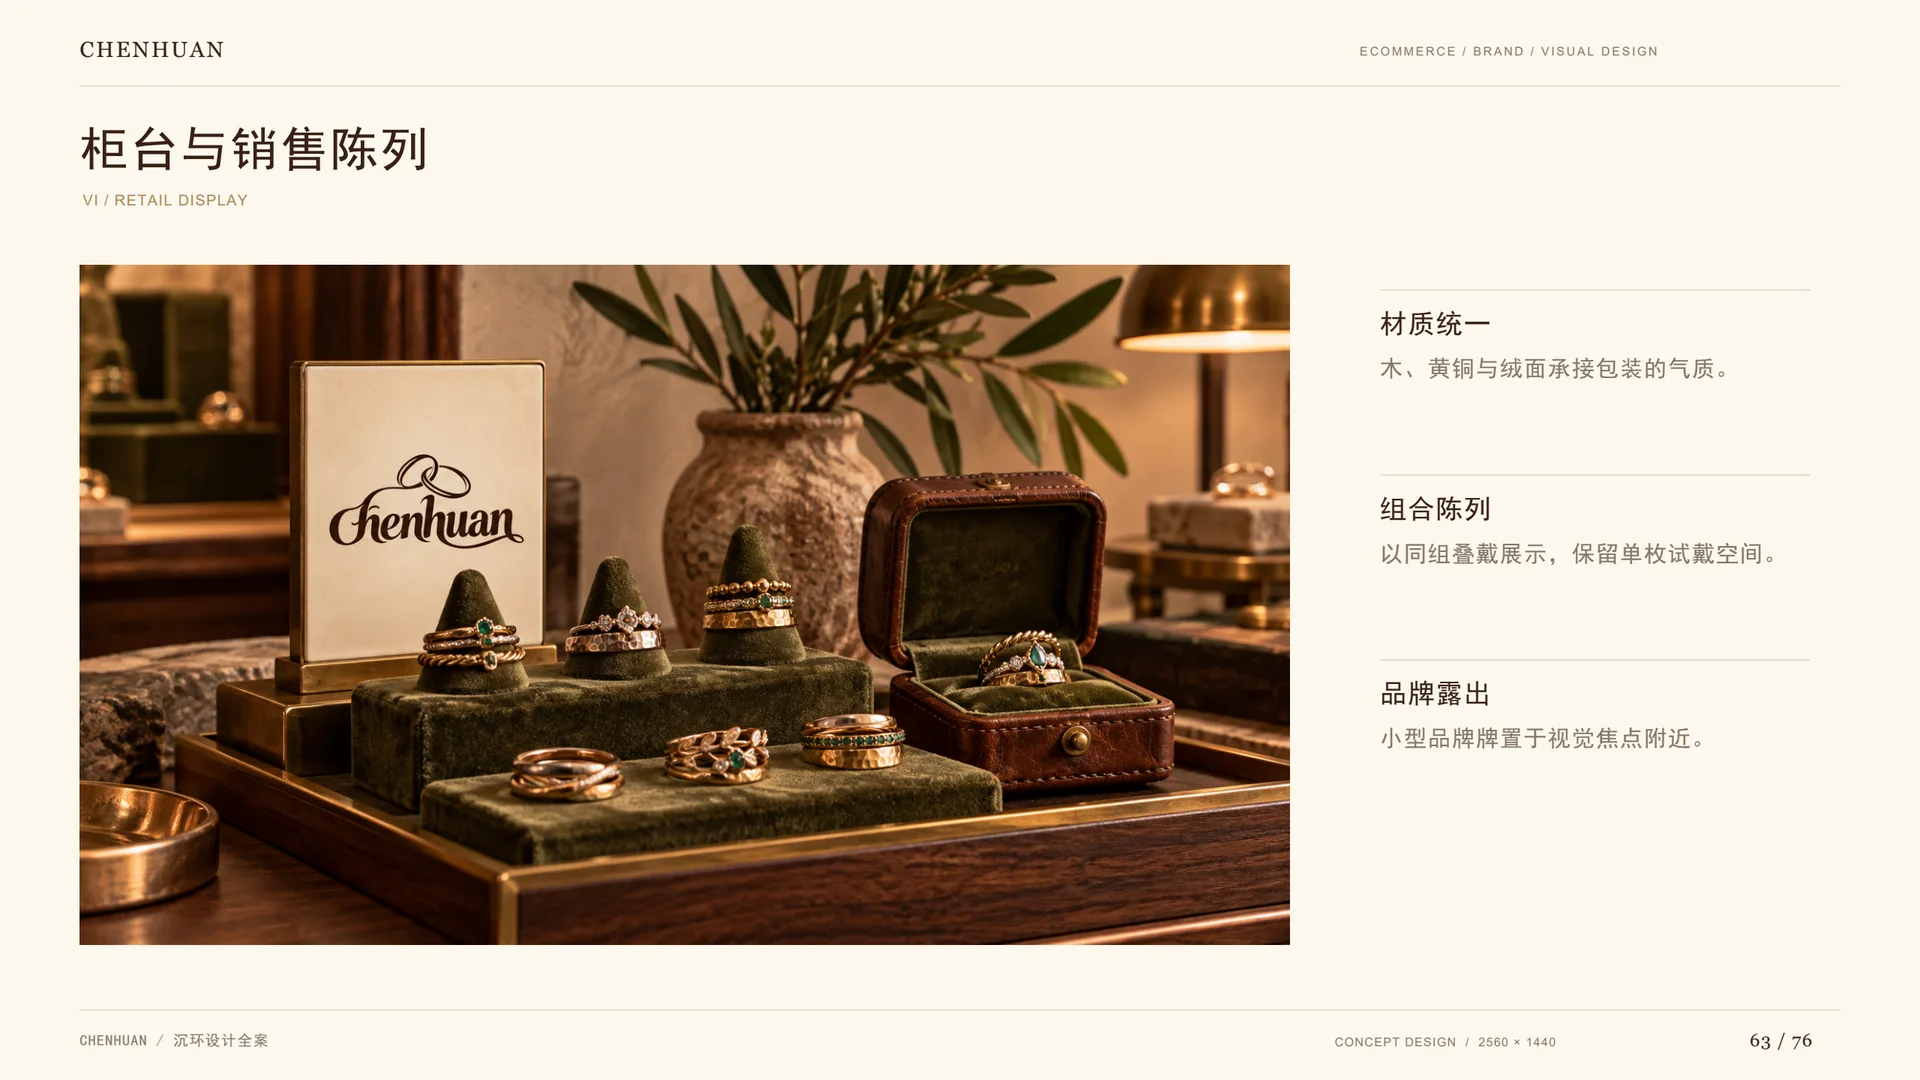 CHENHUAN
ECOMMERCE / BRAND / VISUAL DESIGN
柜台与销售陈列
VI / RETAIL DISPLAY
Chenhuan
材质统一
木、黄铜与绒面承接包装的气质。
组合陈列
以同组叠戴展示，保留单枚试戴空间。
品牌露出
小型品牌牌置于视觉焦点附近。
CHENHUAN / 沉环设计全案
CONCEPT DESIGN / 2560 × 1440
63 / 76